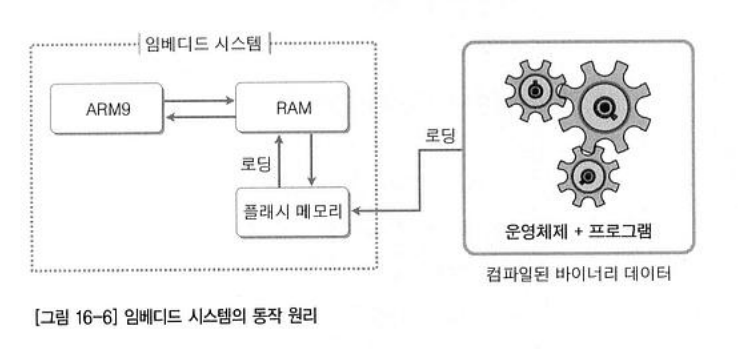 임베디드 시스템
ARM9
RAM
로딩
플래시 메모리
로딩
운영체제 + 프로그램
컴파일된 바이너리 데이터
[그림 16-6] 임베디드 시스템의 동작 원리